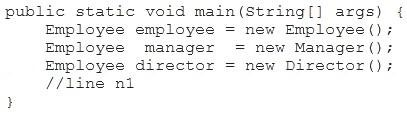 public static void main(String[] args) {
    Employee employee = new Employee();
    Employee  manager  = new Manager();
    Employee director = new Director();
    //line n1
}